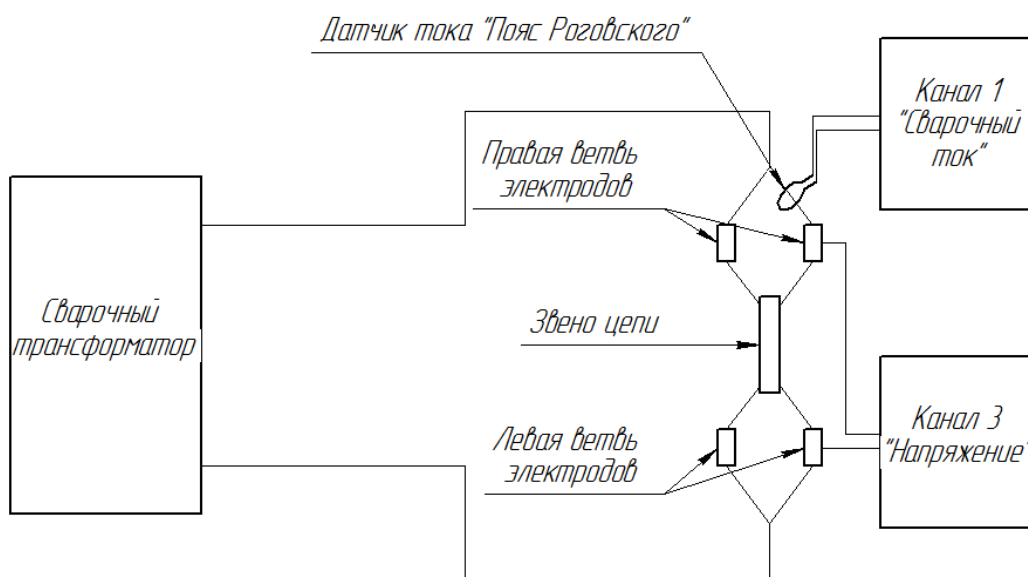 Датчик тока "Пояс Роговского"
Канал 1
"Сварочный
ток"
Правая ветвь
электродов
Сварочный
трансформатор
Звено цепи
Левая ветвь
электродов
Канал 3
"Напряжение"